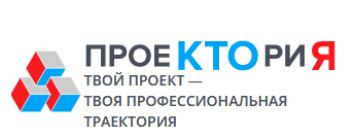 ПРОеКТОриЯ
ТВОЙ ПРОЕКТ —
ТВОЯ ПРОФЕССИОНАЛЬНАЯ
ТРАЕКТОРИЯ